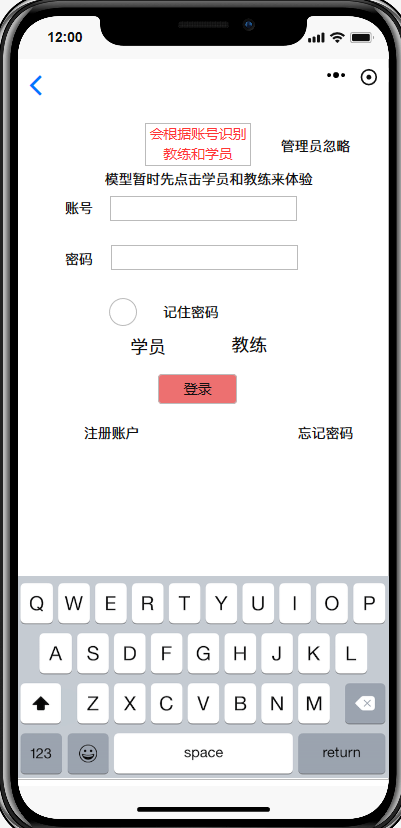 12:00
会根据账号识别
教练和学员
管理员忽略
模型暂时先点击学员和教练来体验
账号
密码
记住密码
学员 教练
登录
注册账户 忘记密码
Q W E R T Y U I O P
A S D F G H J K L
Z X C V B N M
123 space return